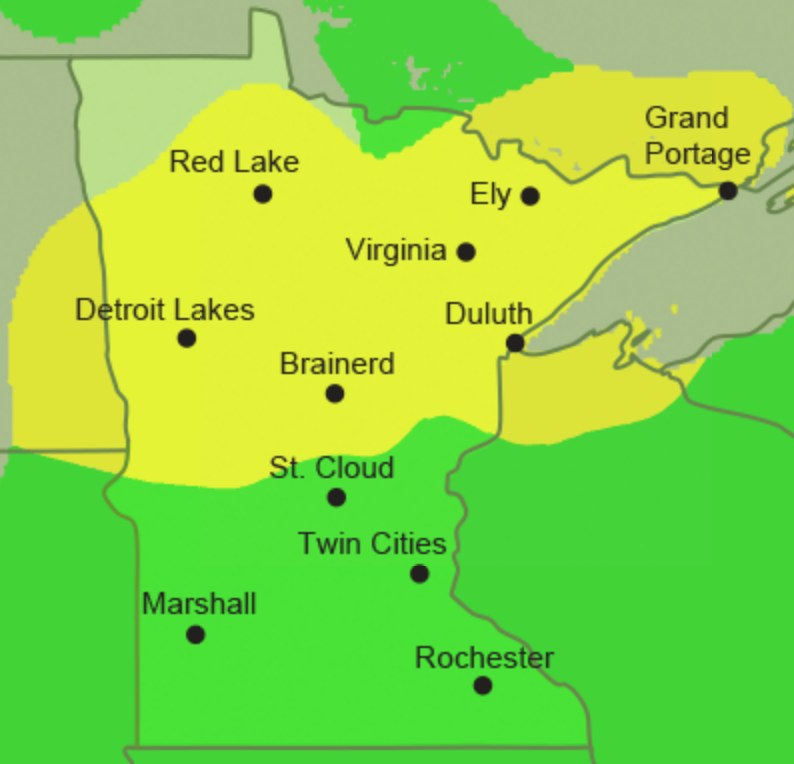 Grand
Portage
Red Lake
Ely
Virginia
Detroit Lakes
Duluth
Brainerd
St. Cloud
Twin Cities
Marshall
Rochester